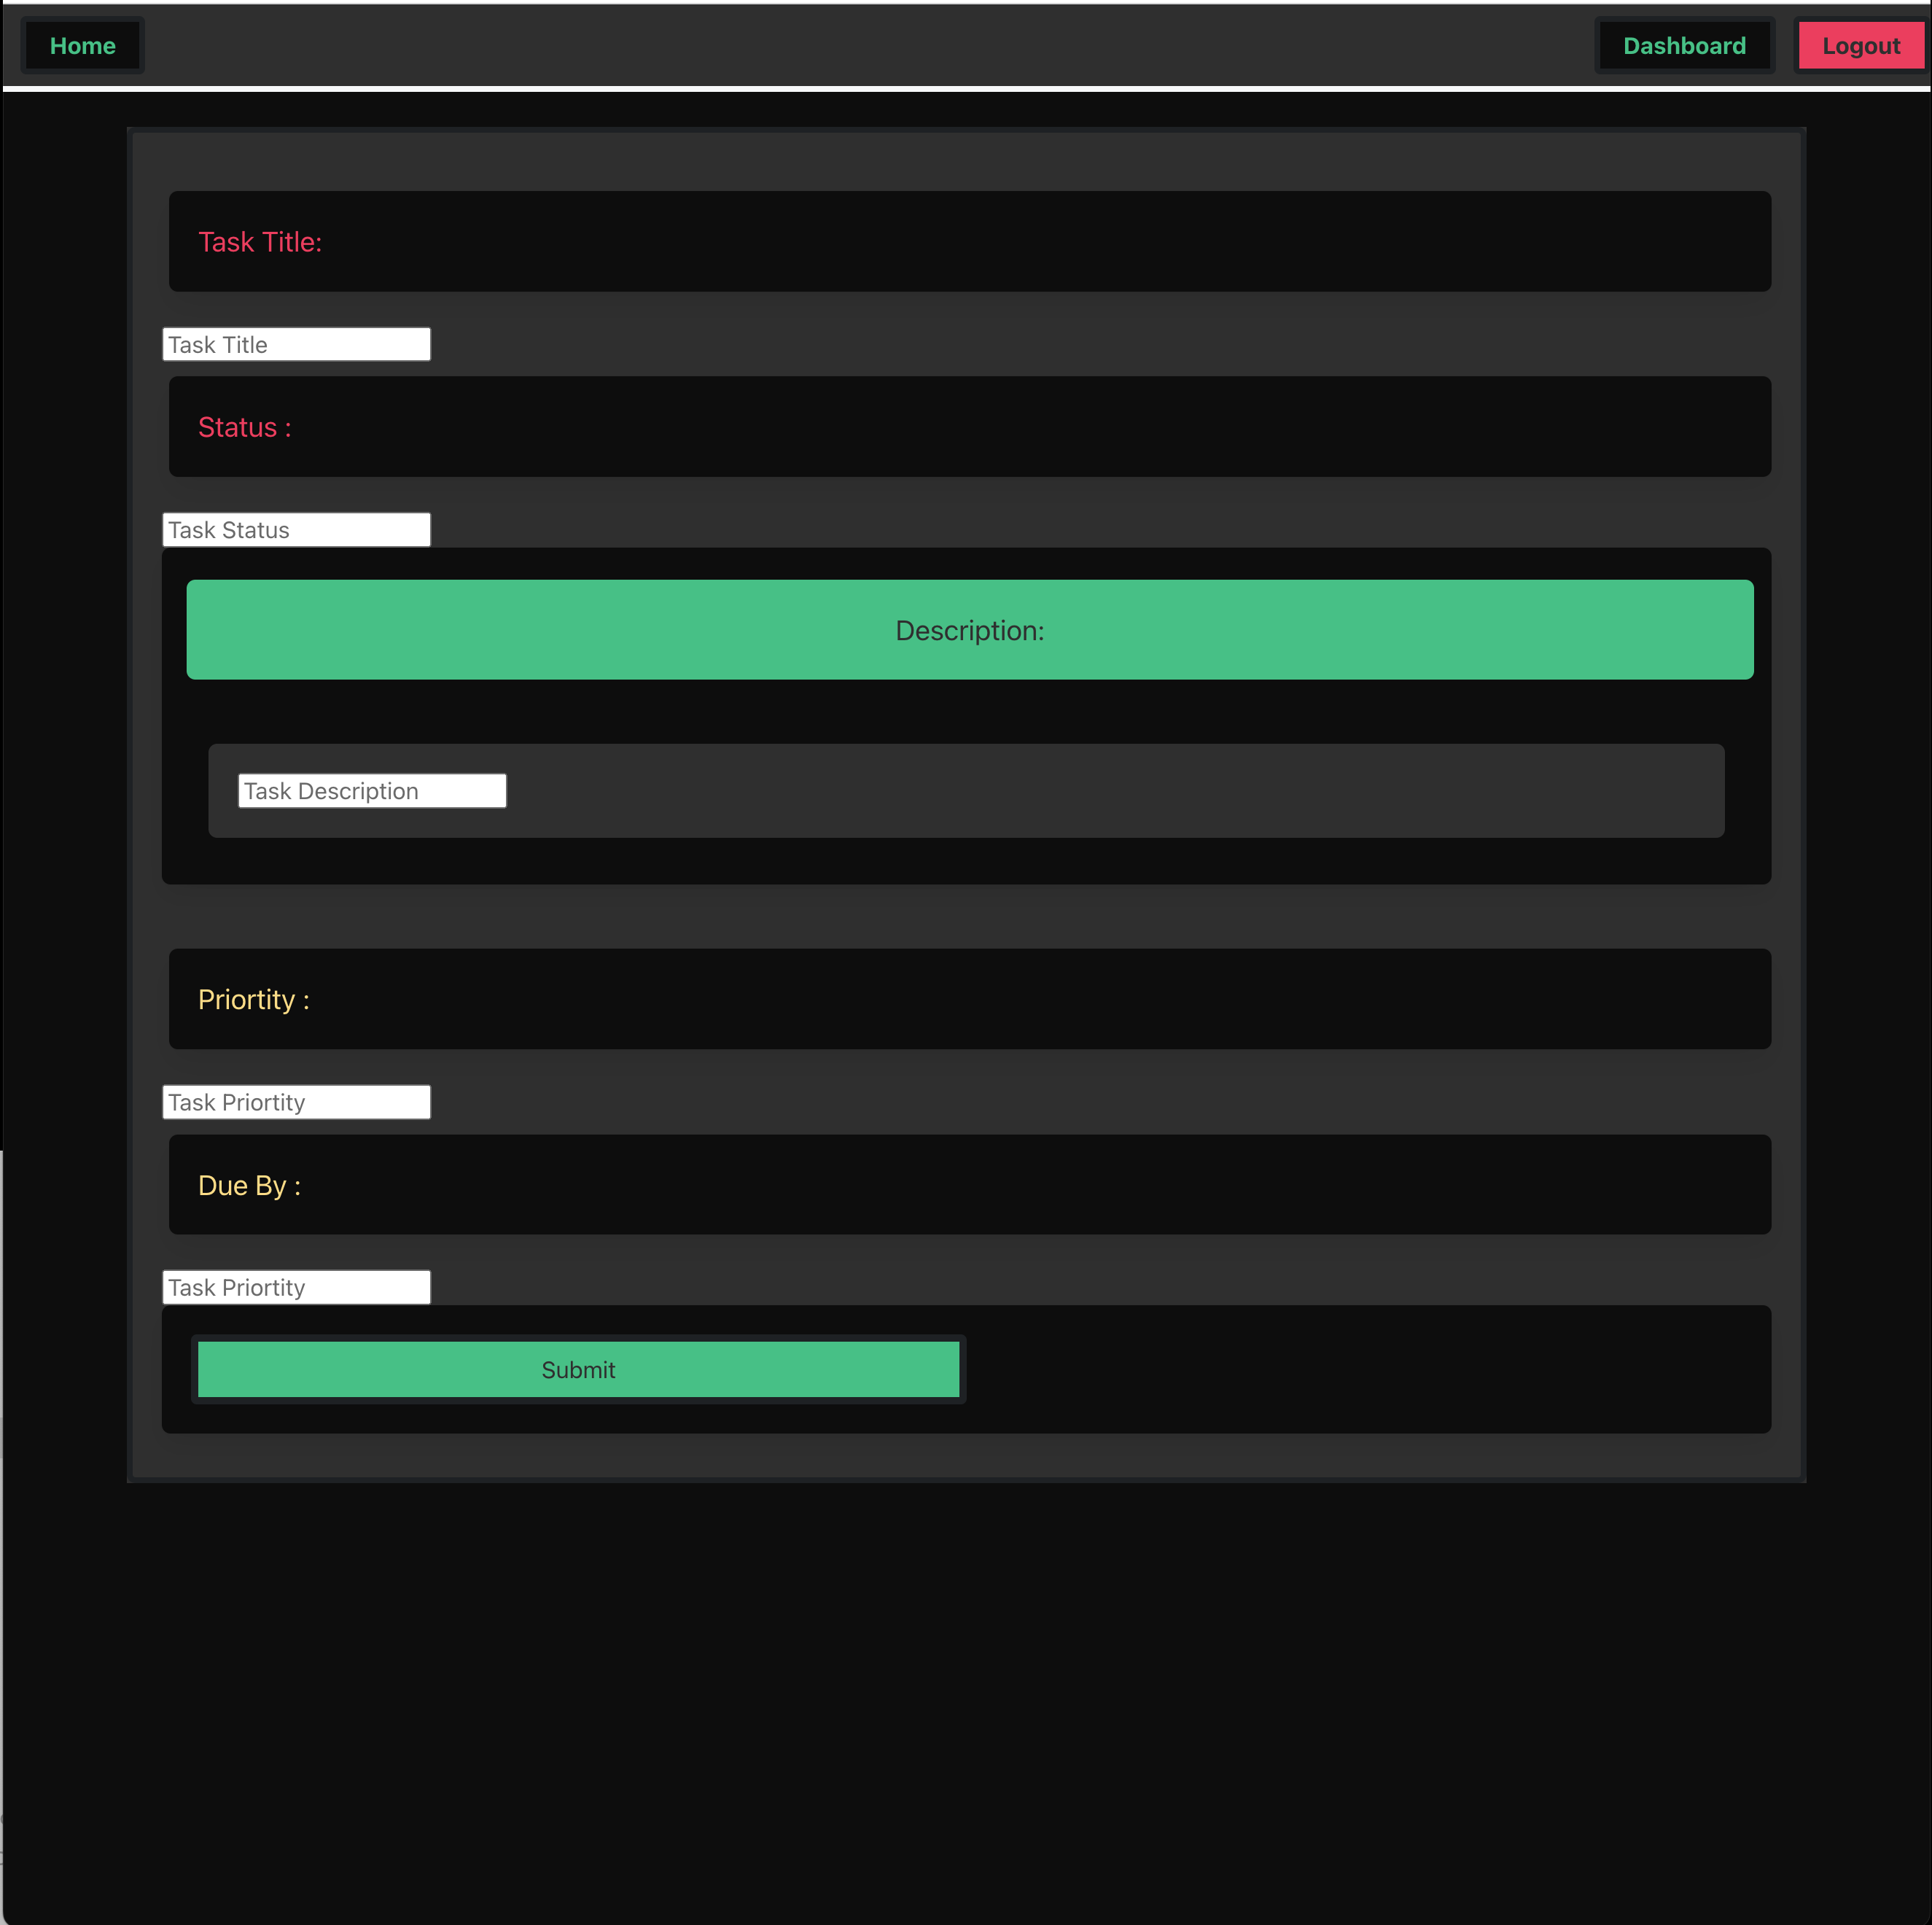 Home
Dashboard
Logout
Task Title:
Task Title
Status :
Task Status
Description:
Task Description
Priortity :
Task Priortity
Due By :
Task Priortity
Submit